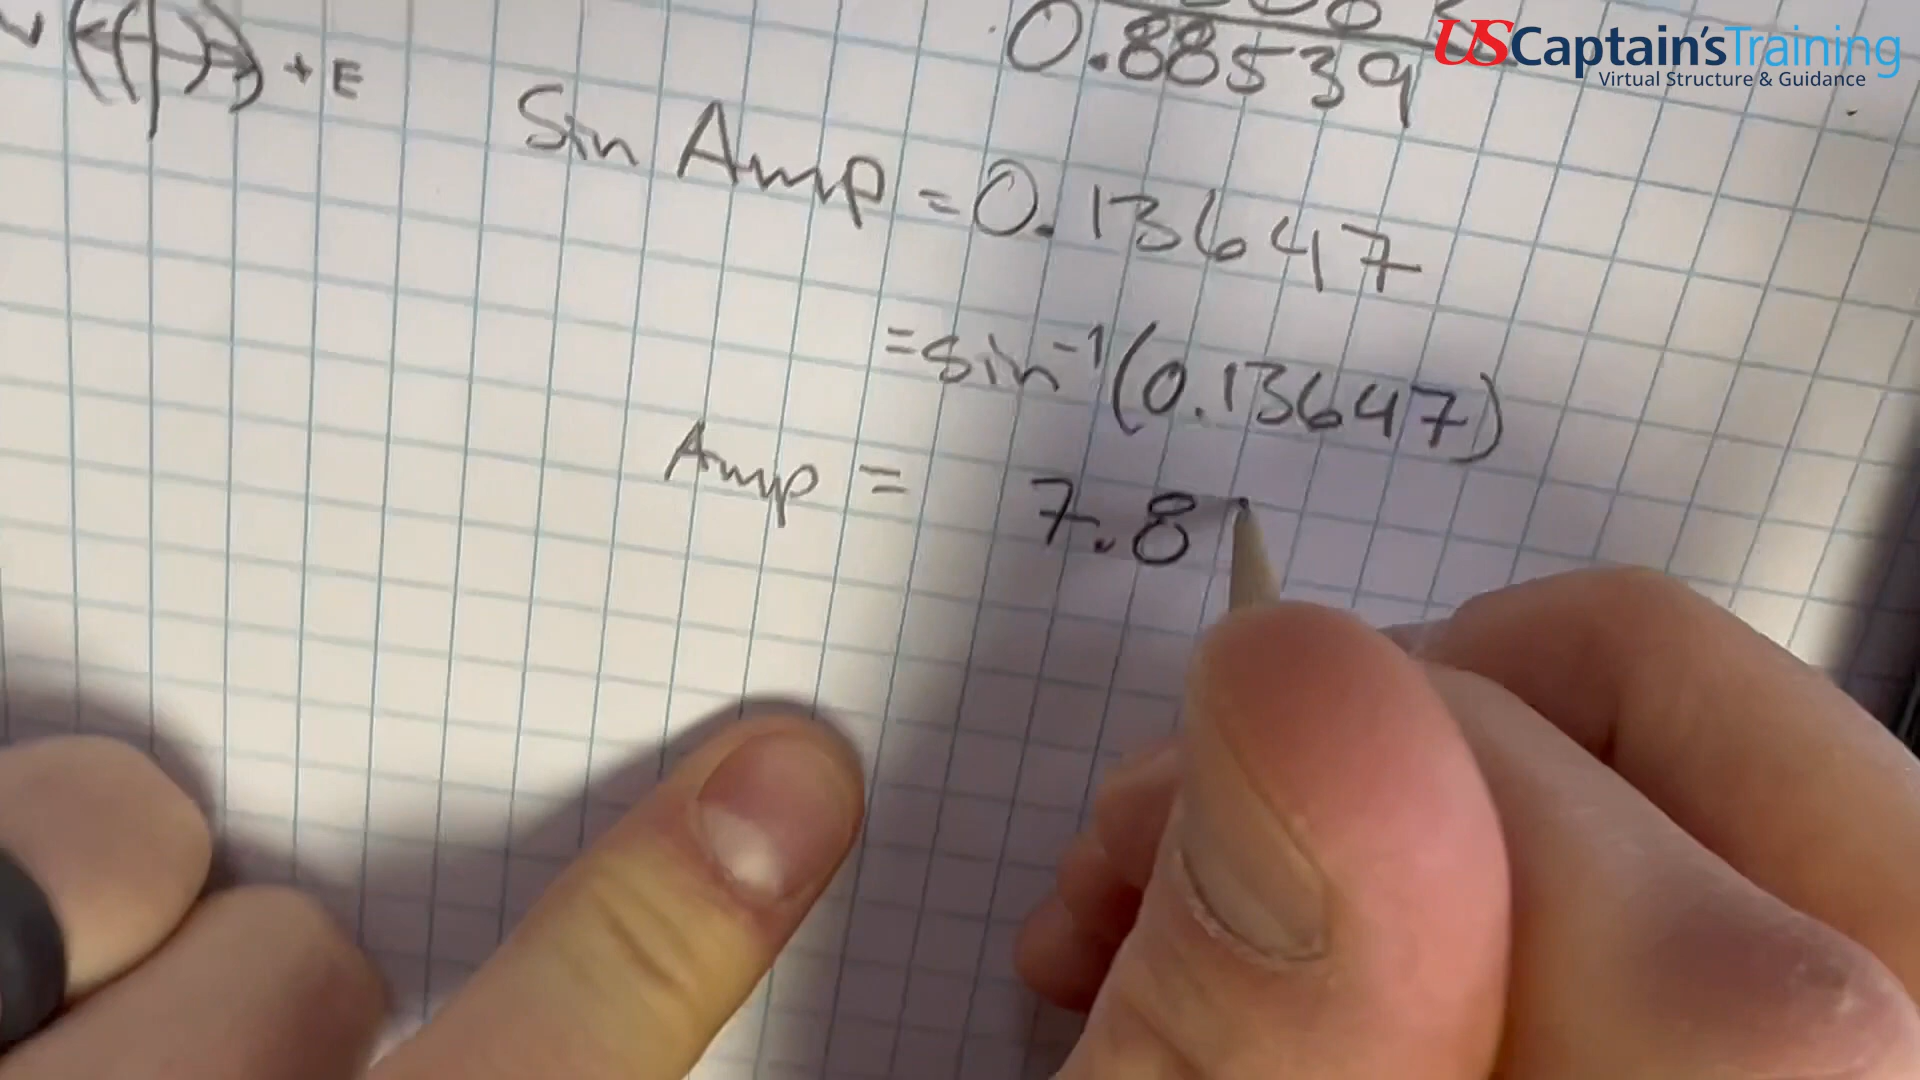 USCaptain'sTraining
Virtual Structure & Guidance
0.88539
+ E
Sin Amp = 0.13647
= sin⁻¹(0.13647)
Amp = 7.8